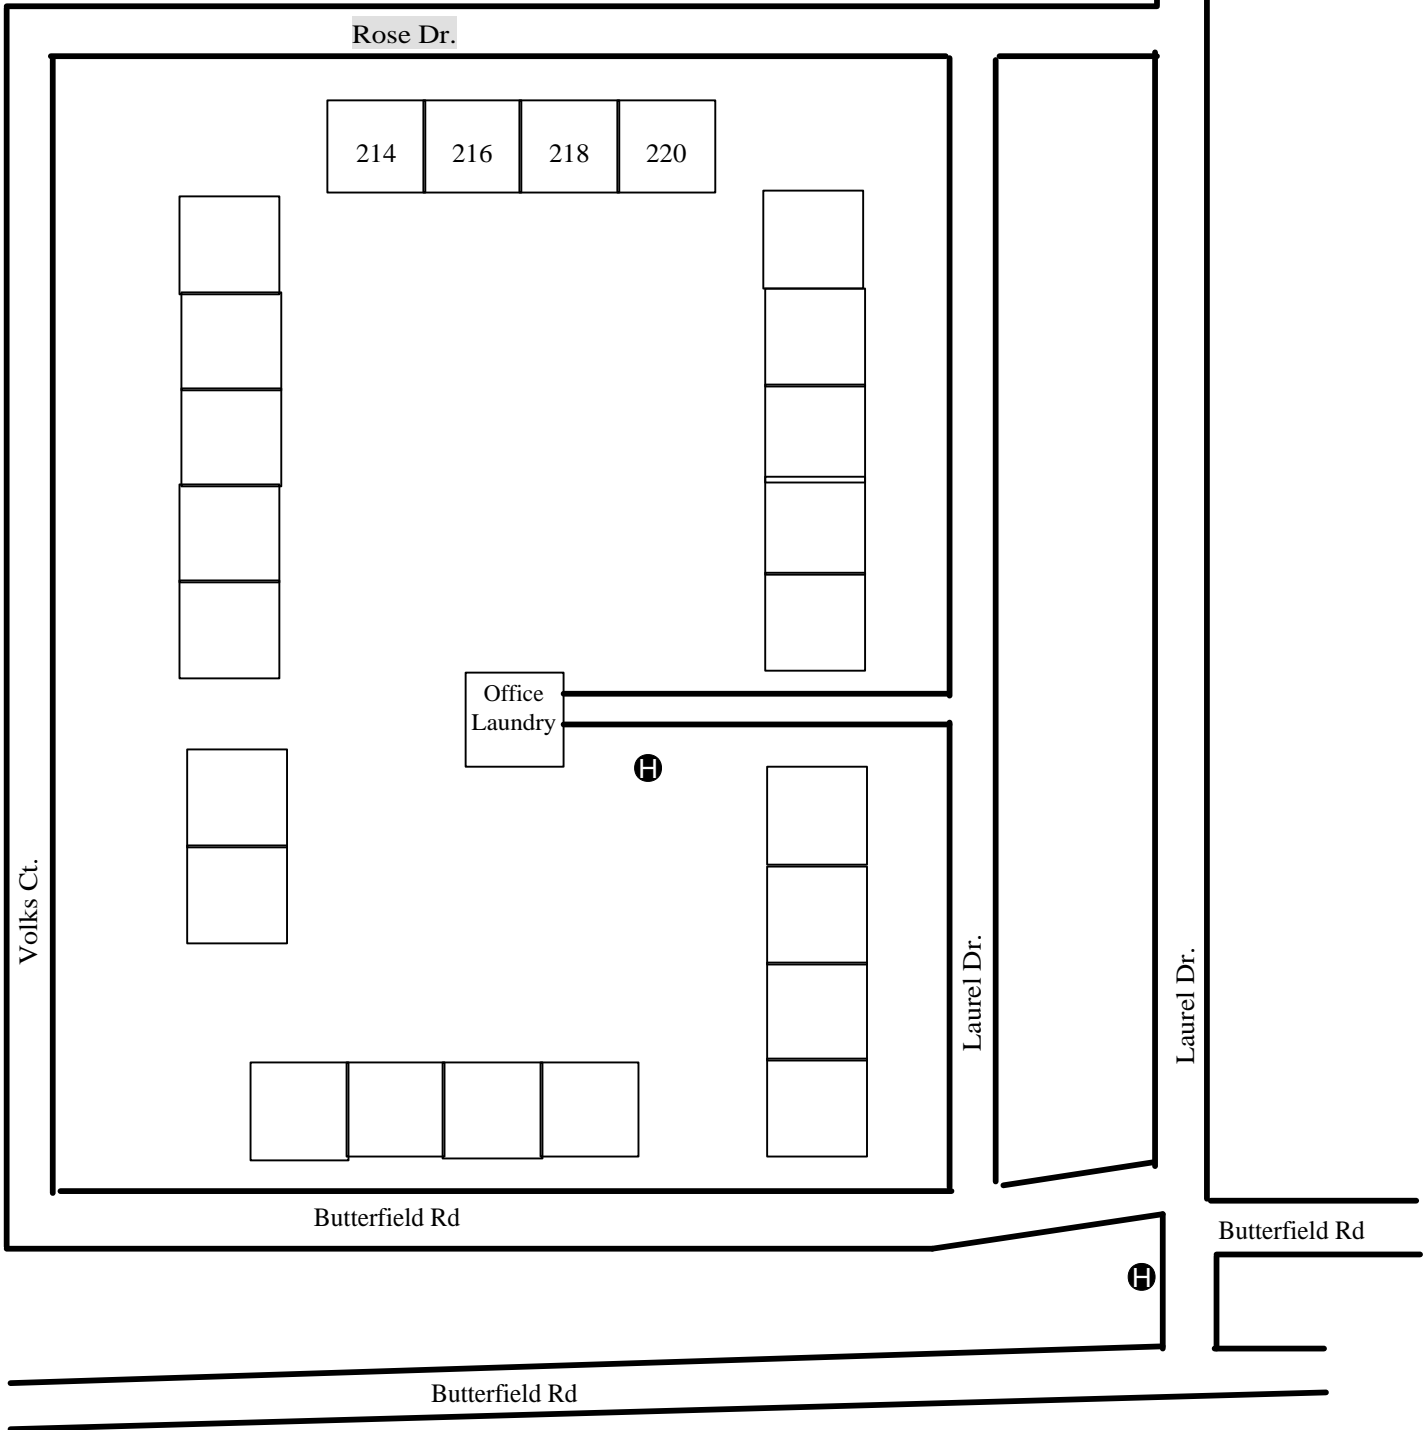 Rose Dr.
214 216 218 220
Office
Laundry
H
Volks Ct.
Laurel Dr.
Laurel Dr.
Butterfield Rd
Butterfield Rd
H
Butterfield Rd